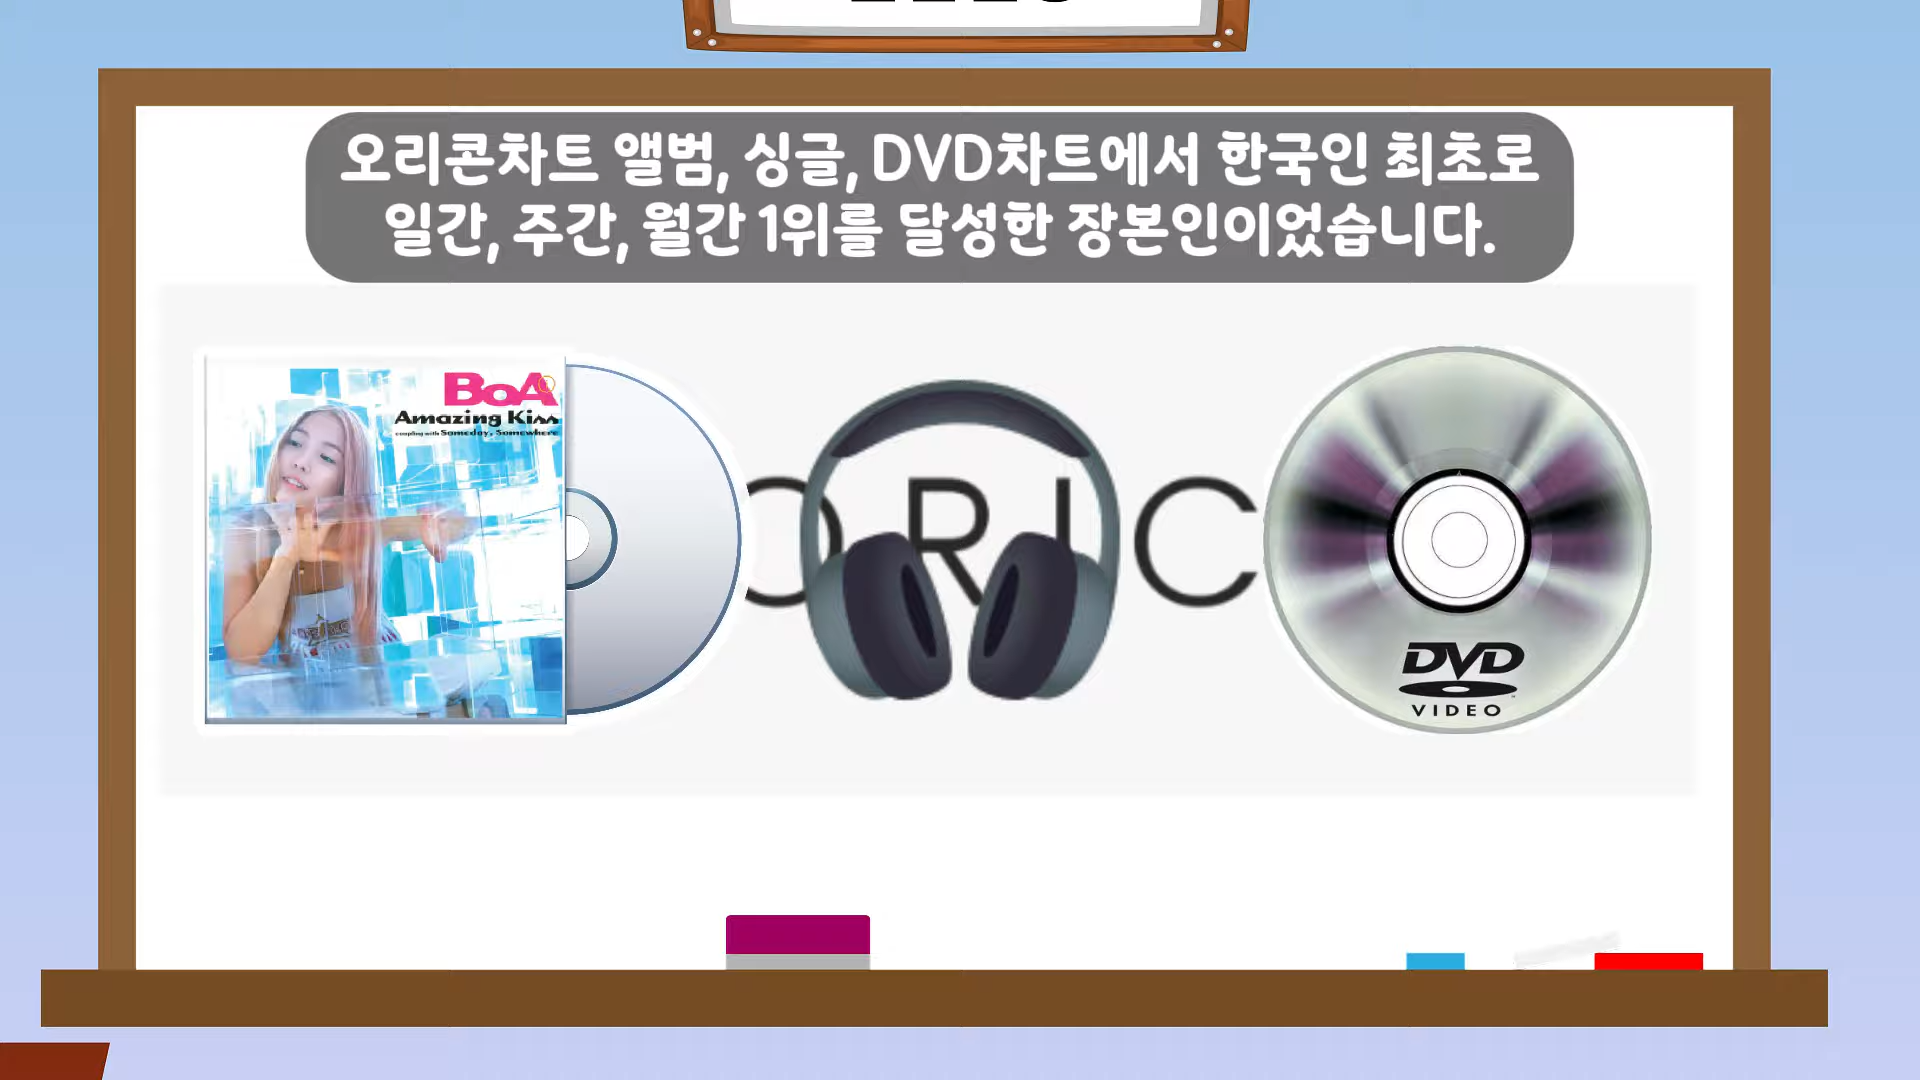 오리콘차트 앨범, 싱글, DVD차트에서 한국인 최초로
일간, 주간, 월간 1위를 달성한 장본인이었습니다.
BoA
Amazing Kiss
coupling with Someday, Somewhere
ORIC
DVD
VIDEO